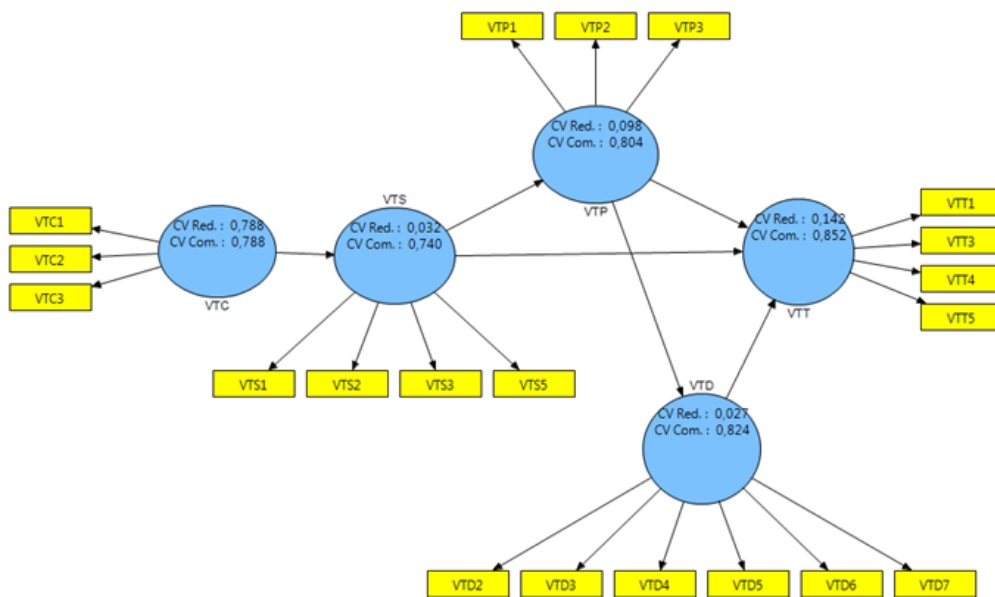 VTP1
VTP2
VTP3
CV Red. : 0,098
CV Com. : 0,804
VTP
VTS
CV Red. : 0,032
CV Com. : 0,740
VTC1
VTC2
VTC3
CV Red. : 0,788
CV Com. : 0,788
VTC
CV Red. : 0,142
CV Com. : 0,852
VTT
VTT1
VTT3
VTT4
VTT5
VTS1
VTS2
VTS3
VTS5
VTD
CV Red. : 0,027
CV Com. : 0,824
VTD2
VTD3
VTD4
VTD5
VTD6
VTD7